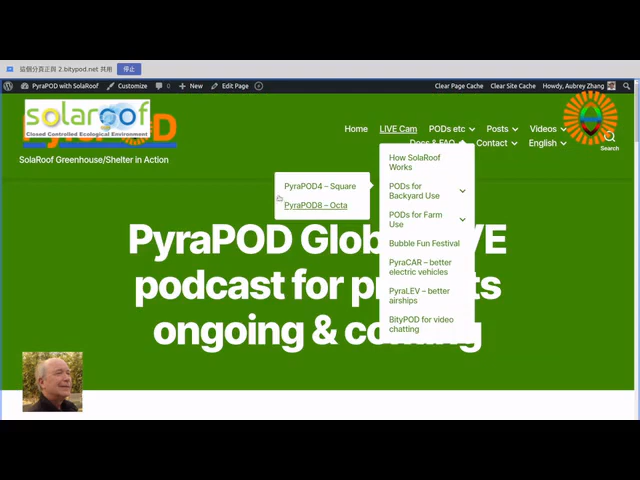 這個分頁正與 2.bitypod.net 共用 停止
PyraPOD with SolaRoof Customize 0 New Edit Page Clear Page Cache Clear Site Cache Howdy, Aubrey Zhang
solaroof
Closed Controlled Ecological Environment
SolaRoof Greenhouse/Shelter in Action
Home LIVE Cam PODs etc Posts Videos
Docs & FAQ Contact English
Search
How SolaRoof
Works
PyraPOD4 – Square
PODs for
Backyard Use
PyraPOD8 – Octa
PODs for Farm
Use
Bubble Fun Festival
PyraCAR – better
electric vehicles
PyraLEV – better
airships
BityPOD for video
chatting
PyraPOD Glob VE
podcast for pr ts
ongoing & co g